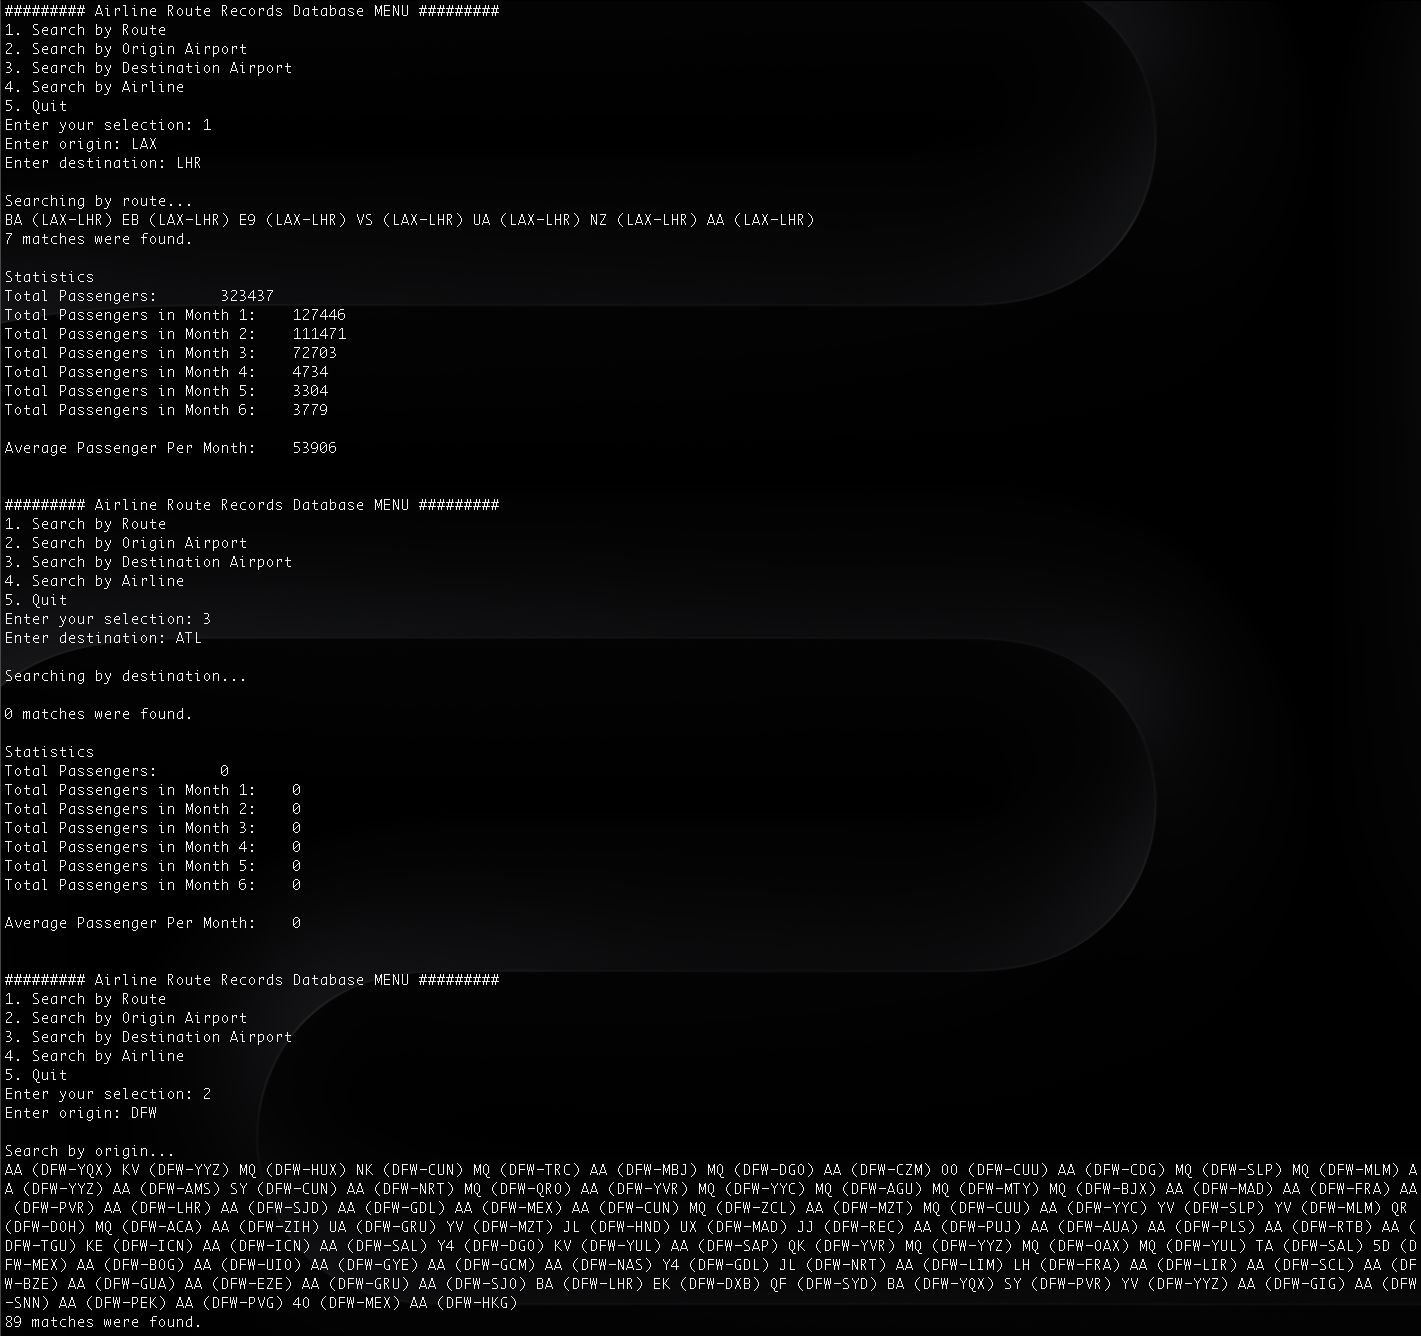 ######### Airline Route Records Database MENU #########
1. Search by Route
2. Search by Origin Airport
3. Search by Destination Airport
4. Search by Airline
5. Quit
Enter your selection: 1
Enter origin: LAX
Enter destination: LHR
Searching by route...
BA (LAX-LHR) EB (LAX-LHR) E9 (LAX-LHR) VS (LAX-LHR) UA (LAX-LHR) NZ (LAX-LHR) AA (LAX-LHR)
7 matches were found.
Statistics
Total Passengers: 323437
Total Passengers in Month 1: 127446
Total Passengers in Month 2: 111471
Total Passengers in Month 3: 72703
Total Passengers in Month 4: 4734
Total Passengers in Month 5: 3304
Total Passengers in Month 6: 3779
Average Passenger Per Month: 53906
######### Airline Route Records Database MENU #########
1. Search by Route
2. Search by Origin Airport
3. Search by Destination Airport
4. Search by Airline
5. Quit
Enter your selection: 3
Enter destination: ATL
Searching by destination...
0 matches were found.
Statistics
Total Passengers: 0
Total Passengers in Month 1: 0
Total Passengers in Month 2: 0
Total Passengers in Month 3: 0
Total Passengers in Month 4: 0
Total Passengers in Month 5: 0
Total Passengers in Month 6: 0
Average Passenger Per Month: 0
######### Airline Route Records Database MENU #########
1. Search by Route
2. Search by Origin Airport
3. Search by Destination Airport
4. Search by Airline
5. Quit
Enter your selection: 2
Enter origin: DFW
Search by origin...
AA (DFW-YQX) KV (DFW-YYZ) MQ (DFW-HUX) NK (DFW-CUN) MQ (DFW-TRC) AA (DFW-MBJ) MQ (DFW-DGO) AA (DFW-CZM) OO (DFW-CUU) AA (DFW-CDG) MQ (DFW-SLP) MQ (DFW-MLM) A
A (DFW-YYZ) AA (DFW-AMS) SY (DFW-CUN) AA (DFW-NRT) MQ (DFW-QRO) AA (DFW-YVR) MQ (DFW-YYC) MQ (DFW-AGU) MQ (DFW-MTY) MQ (DFW-BJX) AA (DFW-MAD) AA (DFW-FRA) AA
(DFW-PVR) AA (DFW-LHR) AA (DFW-SJD) AA (DFW-GDL) AA (DFW-MEX) AA (DFW-CUN) MQ (DFW-ZCL) AA (DFW-MZT) MQ (DFW-CUU) AA (DFW-YYC) YV (DFW-SLP) YV (DFW-MLM) QR
(DFW-DOH) MQ (DFW-ACA) AA (DFW-ZIH) UA (DFW-GRU) YV (DFW-MZT) JL (DFW-HND) UX (DFW-MAD) JJ (DFW-REC) AA (DFW-PUJ) AA (DFW-AUA) AA (DFW-PLS) AA (DFW-RTB) AA (
DFW-TGU) KE (DFW-ICN) AA (DFW-ICN) AA (DFW-SAL) Y4 (DFW-DGO) KV (DFW-YUL) AA (DFW-SAP) QK (DFW-YVR) MQ (DFW-YYZ) MQ (DFW-OAX) MQ (DFW-YUL) TA (DFW-SAL) 5D (D
FW-MEX) AA (DFW-BOG) AA (DFW-UIO) AA (DFW-GYE) AA (DFW-GCM) AA (DFW-NAS) Y4 (DFW-GDL) JL (DFW-NRT) AA (DFW-LIM) LH (DFW-FRA) AA (DFW-LIR) AA (DFW-SCL) AA (DF
W-BZE) AA (DFW-GUA) AA (DFW-EZE) AA (DFW-GRU) AA (DFW-SJO) BA (DFW-LHR) EK (DFW-DXB) QF (DFW-SYD) BA (DFW-YQX) SY (DFW-PVR) YV (DFW-YYZ) AA (DFW-GIG) AA (DFW
-SNN) AA (DFW-PEK) AA (DFW-PVG) 4O (DFW-MEX) AA (DFW-HKG)
89 matches were found.